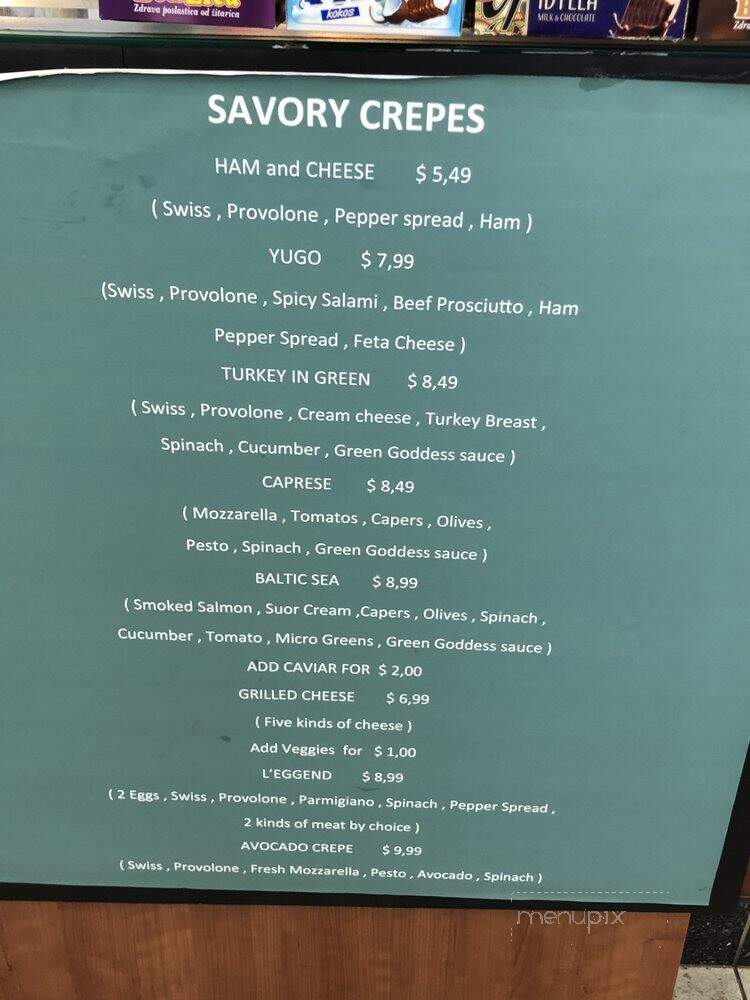 Zdrava poslastica od žitarica
kokos
MILK & CHOCOLATE
SAVORY CREPES
HAM and CHEESE $ 5,49
( Swiss , Provolone , Pepper spread , Ham )
YUGO $ 7,99
(Swiss , Provolone , Spicy Salami , Beef Prosciutto , Ham
Pepper Spread , Feta Cheese )
TURKEY IN GREEN $ 8,49
( Swiss , Provolone , Cream cheese , Turkey Breast ,
Spinach , Cucumber , Green Goddess sauce )
CAPRESE $ 8,49
( Mozzarella , Tomatos , Capers , Olives ,
Pesto , Spinach , Green Goddess sauce )
BALTIC SEA $ 8,99
( Smoked Salmon , Suor Cream ,Capers , Olives , Spinach ,
Cucumber , Tomato , Micro Greens , Green Goddess sauce )
ADD CAVIAR FOR $ 2,00
GRILLED CHEESE $ 6,99
( Five kinds of cheese )
Add Veggies for $ 1,00
L'EGGEND $ 8,99
( 2 Eggs , Swiss , Provolone , Parmigiano , Spinach , Pepper Spread ,
2 kinds of meat by choice )
AVOCADO CREPE $ 9,99
( Swiss , Provolone , Fresh Mozzarella , Pesto , Avocado , Spinach )
menupix